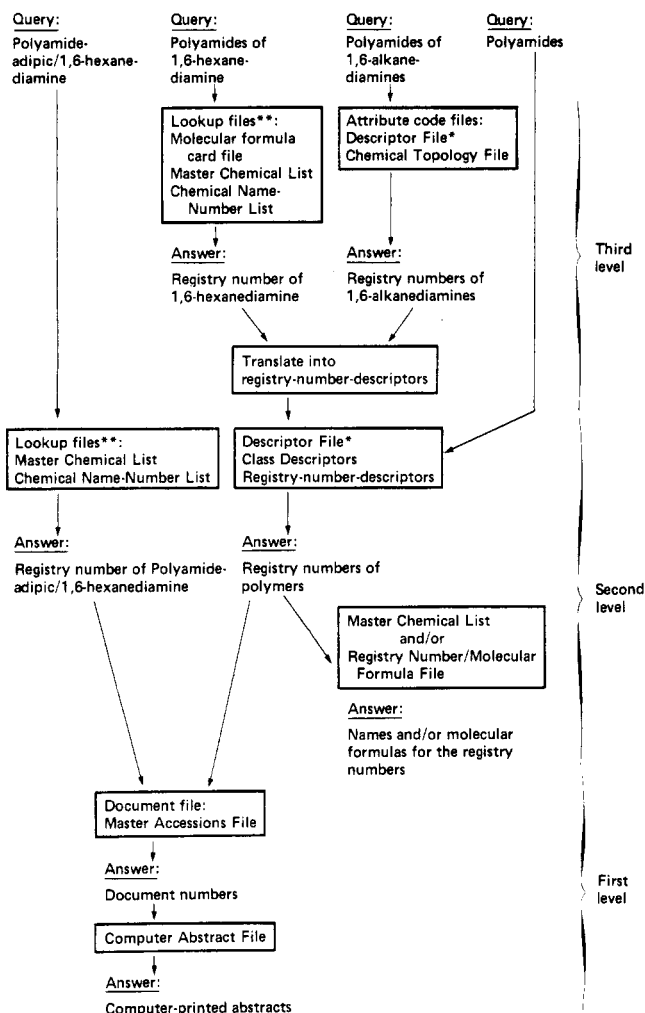 Query:
Polyamide-
adipic/1,6-hexane-
diamine
Query:
Polyamides of
1,6-hexane-
diamine
Query:
Polyamides of
1,6-alkane-
diamines
Query:
Polyamides
Lookup files**:
Molecular formula
card file
Master Chemical List
Chemical Name-
Number List
Attribute code files:
Descriptor File*
Chemical Topology File
Answer:
Registry number of
1,6-hexanediamine
Answer:
Registry numbers of
1,6-alkanediamines
Third
level
Translate into
registry-number-descriptors
Lookup files**:
Master Chemical List
Chemical Name-Number List
Descriptor File*
Class Descriptors
Registry-number-descriptors
Answer:
Registry number of Polyamide-
adipic/1,6-hexanediamine
Answer:
Registry numbers of
polymers
Second
level
Master Chemical List
and/or
Registry Number/Molecular
Formula File
Answer:
Names and/or molecular
formulas for the registry
numbers
Document file:
Master Accessions File
Answer:
Document numbers
First
level
Computer Abstract File
Answer:
Computer-printed abstracts